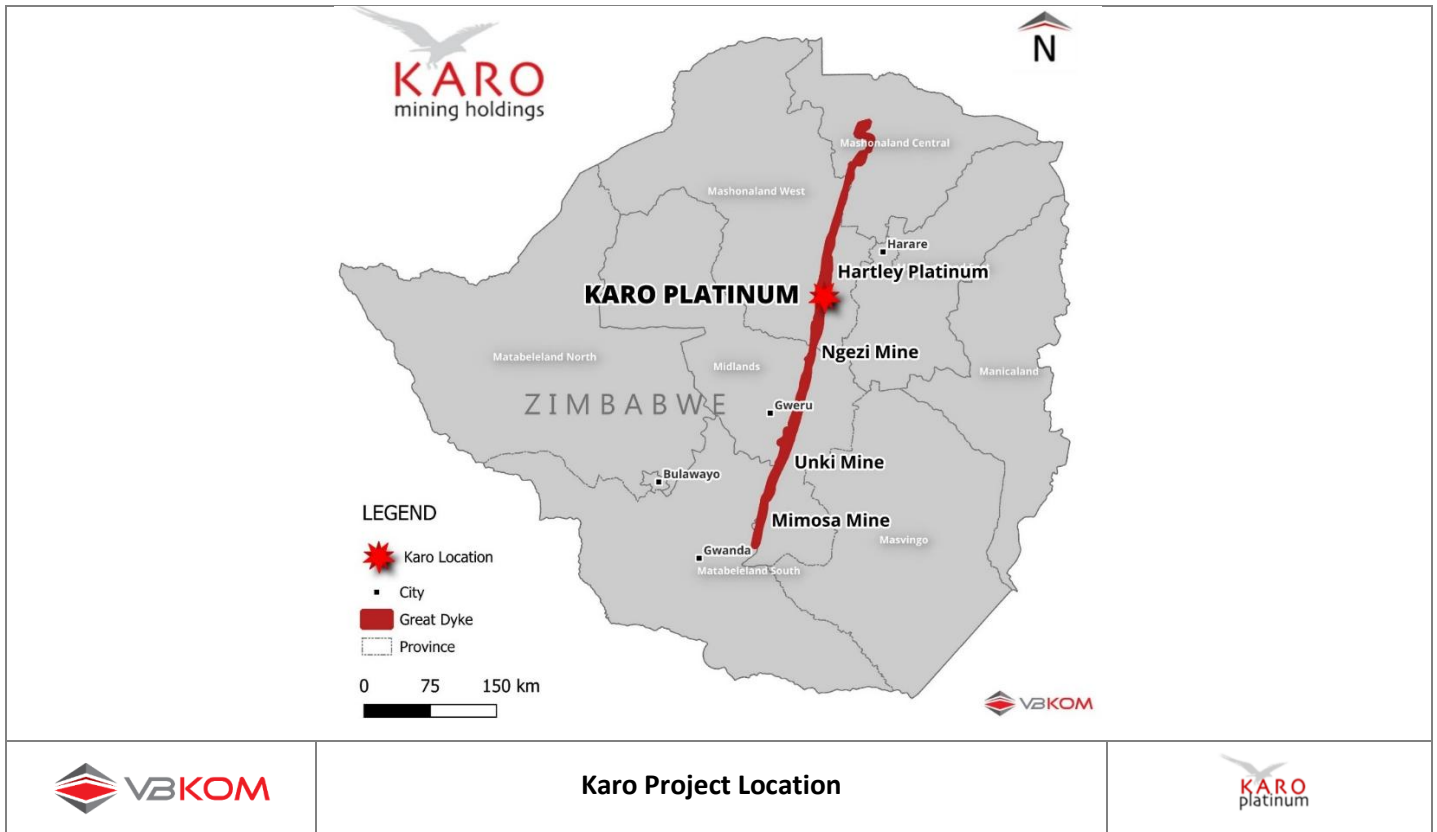 KARO
mining holdings
N
Mashonaland Central
Mashonaland West
Harare
Hartley Platinum
KARO PLATINUM
Ngezi Mine
Matabeleland North
Midlands
Manicaland
ZIMBABWE
Gweru
Unki Mine
Bulawayo
Mimosa Mine
Masvingo
Gwanda
Matabeleland South
LEGEND
Karo Location
City
Great Dyke
Province
0 75 150 km
VBKOM
VBKOM
Karo Project Location
KARO
platinum